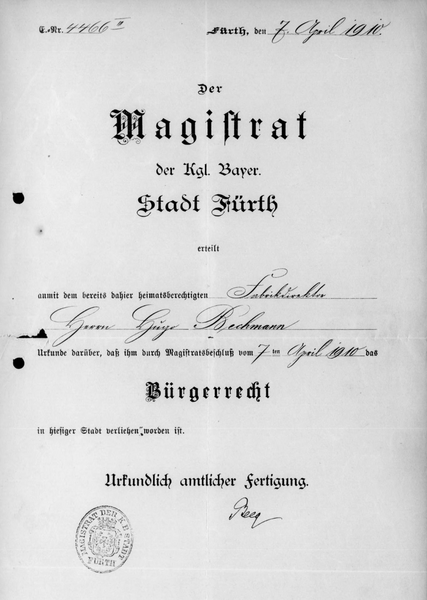 E.-Nr. 4466 II Fürth, den 7. April 1910.
Der
Magistrat
der Kgl. Bayer.
Stadt Fürth
erteilt
anmit dem bereits dahier heimatsberechtigten Fabrikdirektor
Herrn Hugo Bechmann
Urkunde darüber, daß ihm durch Magistratsbeschluß vom 7ten April 1910 das
Bürgerrecht
in hiesiger Stadt verliehen worden ist.
Urkundlich amtlicher Fertigung.
MAGISTRAT DER K.B. STADT FÜRTH